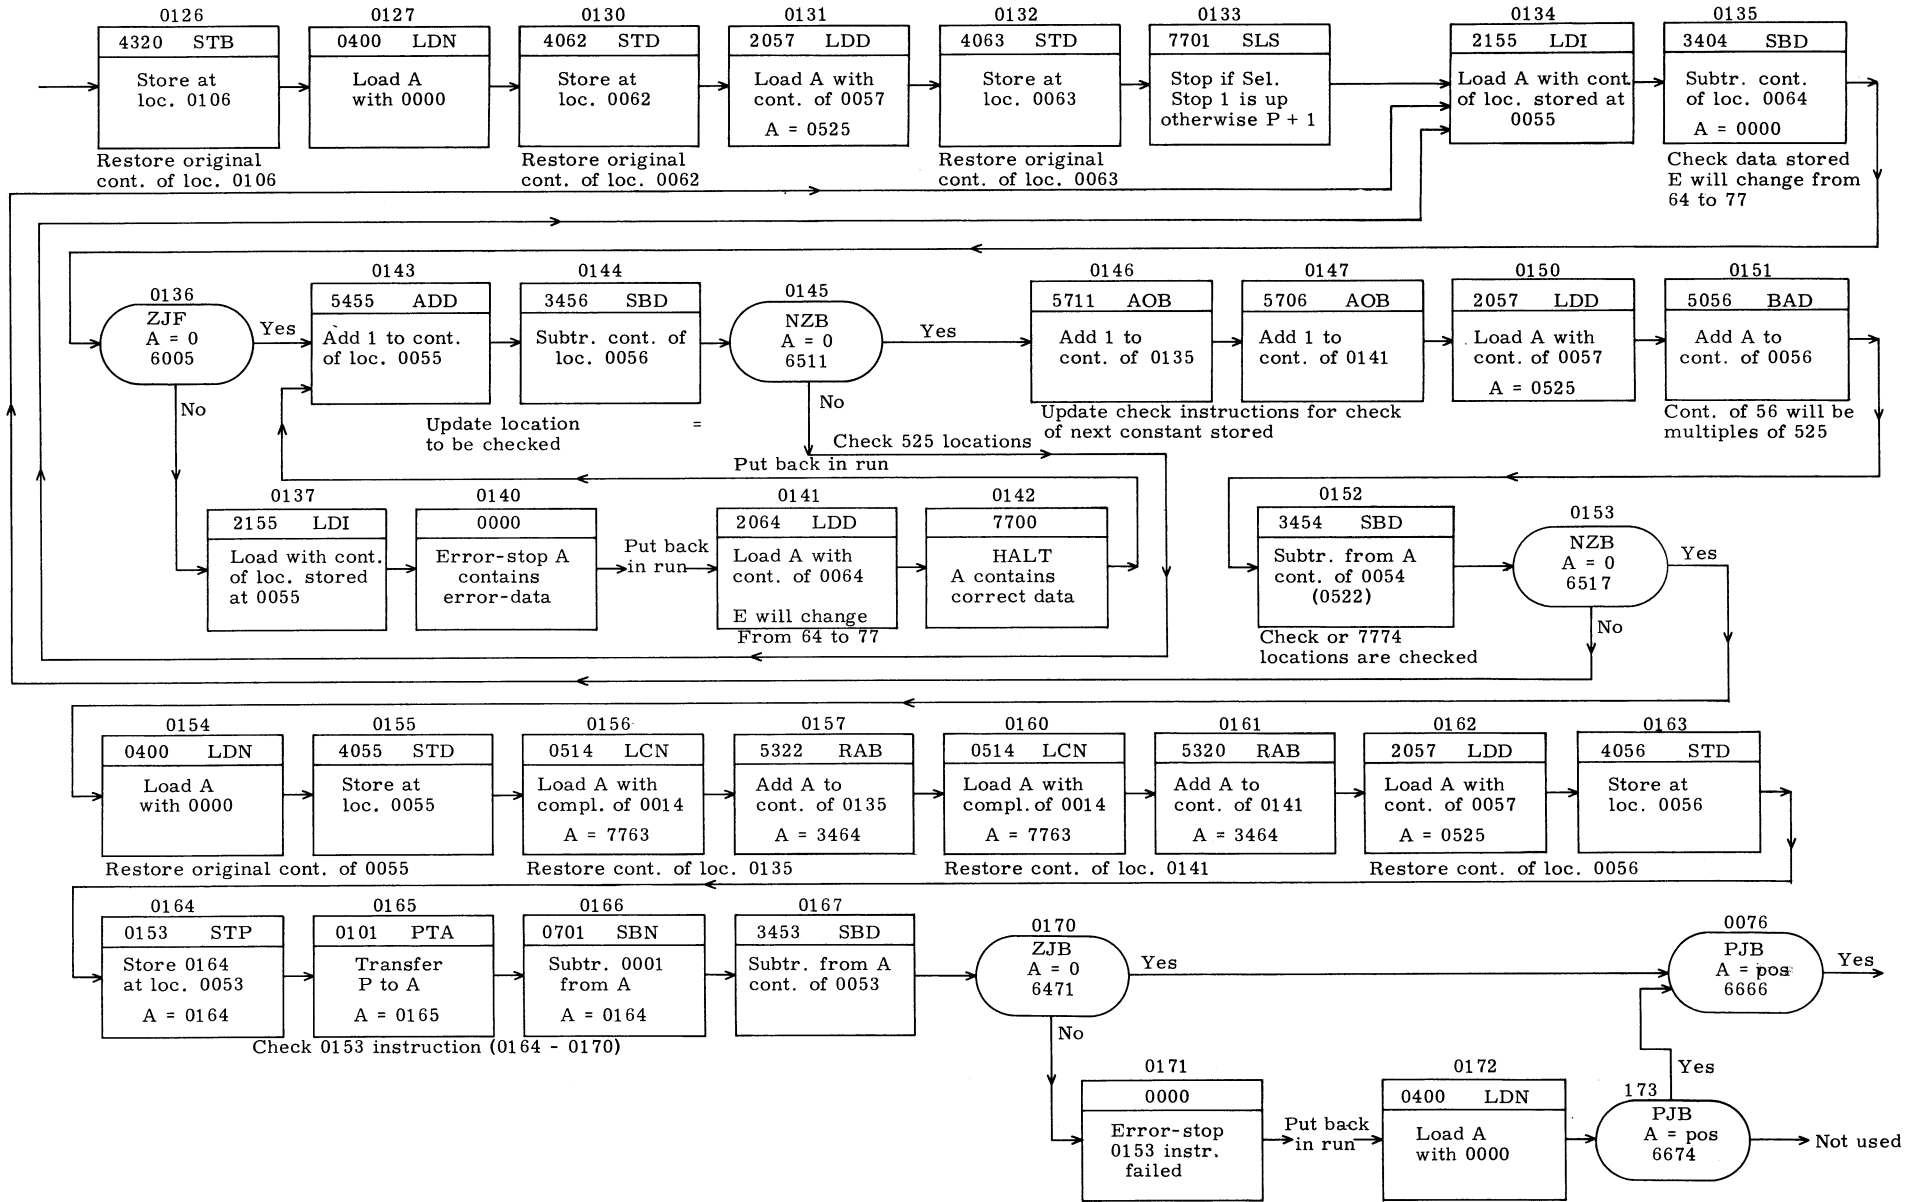 0126
4320 STB
Store at
loc. 0106
Restore original
cont. of loc. 0106
0127
0400 LDN
Load A
with 0000
0130
4062 STD
Store at
loc. 0062
Restore original
cont. of loc. 0062
0131
2057 LDD
Load A with
cont. of 0057
A = 0525
0132
4063 STD
Store at
loc. 0063
Restore original
cont. of loc. 0063
0133
7701 SLS
Stop if Sel.
Stop 1 is up
otherwise P + 1
0134
2155 LDI
Load A with cont.
of loc. stored at
0055
0135
3404 SBD
Subtr. cont.
of loc. 0064
A = 0000
Check data stored
E will change from
64 to 77
0136
ZJF
A = 0
6005
Yes
No
0143
5455 ADD
Add 1 to cont.
of loc. 0055
0144
3456 SBD
Subtr. cont. of
loc. 0056
Update location =
to be checked
0145
NZB
A = 0
6511
Yes
No
Check 525 locations
Put back in run
0146
5711 AOB
Add 1 to
cont. of 0135
0147
5706 AOB
Add 1 to
cont. of 0141
Update check instructions for check
of next constant stored
0150
2057 LDD
Load A with
cont. of 0057
A = 0525
0151
5056 BAD
Add A to
cont. of 0056
Cont. of 56 will be
multiples of 525
0137
2155 LDI
Load with cont.
of loc. stored
at 0055
0140
0000
Error-stop A
contains
error-data
Put back
in run
0141
2064 LDD
Load A with
cont. of 0064
E will change
From 64 to 77
0142
7700
HALT
A contains
correct data
0152
3454 SBD
Subtr. from A
cont. of 0054
(0522)
Check or 7774
locations are checked
0153
NZB
A = 0
6517
Yes
No
0154
0400 LDN
Load A
with 0000
0155
4055 STD
Store at
loc. 0055
Restore original cont. of 0055
0156
0514 LCN
Load A with
compl. of 0014
A = 7763
0157
5322 RAB
Add A to
cont. of 0135
A = 3464
Restore cont. of loc. 0135
0160
0514 LCN
Load A with
compl. of 0014
A = 7763
0161
5320 RAB
Add A to
cont. of 0141
A = 3464
Restore cont. of loc. 0141
0162
2057 LDD
Load A with
cont. of 0057
A = 0525
0163
4056 STD
Store at
loc. 0056
Restore cont. of loc. 0056
0164
0153 STP
Store 0164
at loc. 0053
A = 0164
0165
0101 PTA
Transfer
P to A
A = 0165
0166
0701 SBN
Subtr. 0001
from A
A = 0164
0167
3453 SBD
Subtr. from A
cont. of 0053
Check 0153 instruction (0164 - 0170)
0170
ZJB
A = 0
6471
Yes
No
0076
PJB
A = pos
6666
Yes
0171
0000
Error-stop
0153 instr.
failed
Put back
in run
0172
0400 LDN
Load A
with 0000
173
PJB
A = pos
6674
Yes
Not used